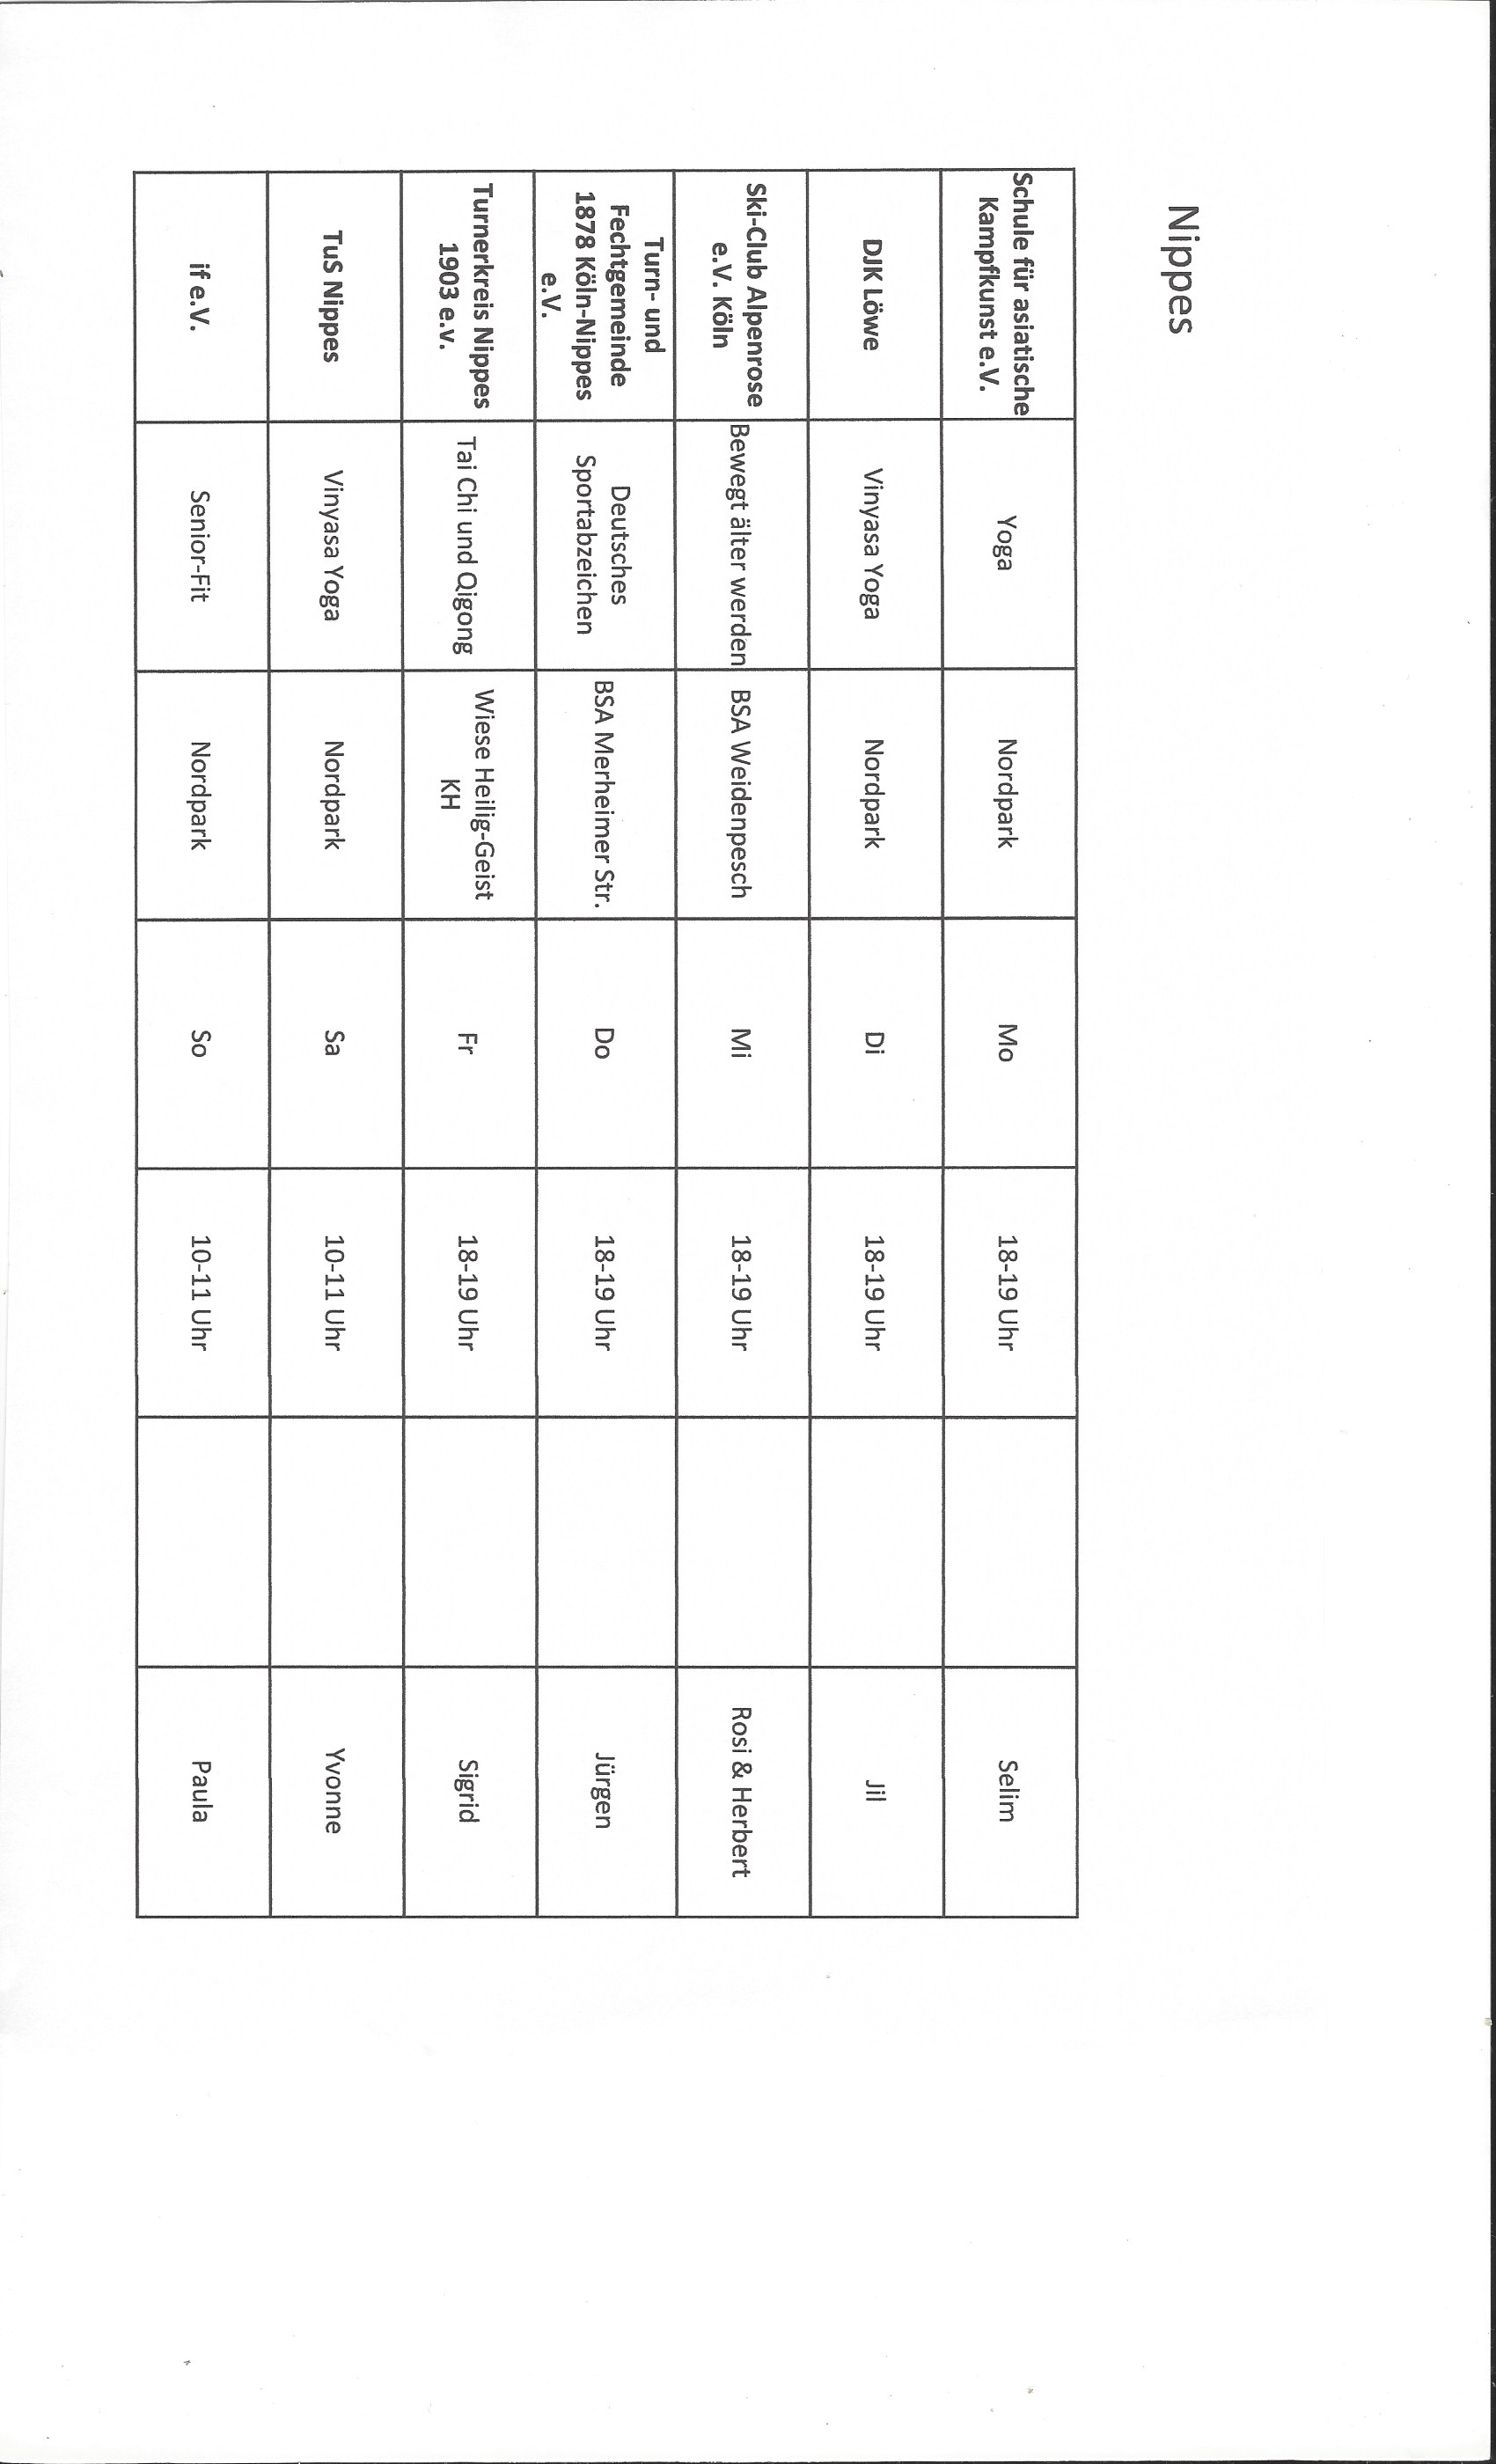 Nippes
Schule für asiatische
Kampfkunst e.V.
Yoga
Nordpark
Mo
18-19 Uhr
Selim
DJK Löwe
Vinyasa Yoga
Nordpark
Di
18-19 Uhr
Jil
Ski-Club Alpenrose
e.V. Köln
Bewegt älter werden
BSA Weidenpesch
Mi
18-19 Uhr
Rosi & Herbert
Turn- und
Fechtgemeinde
1878 Köln-Nippes
e.V.
Deutsches
Sportabzeichen
BSA Merheimer Str.
Do
18-19 Uhr
Jürgen
Turnerkreis Nippes
1903 e.v.
Tai Chi und Qigong
Wiese Heilig-Geist
KH
Fr
18-19 Uhr
Sigrid
TuS Nippes
Vinyasa Yoga
Nordpark
Sa
10-11 Uhr
Yvonne
if e.V.
Senior-Fit
Nordpark
So
10-11 Uhr
Paula